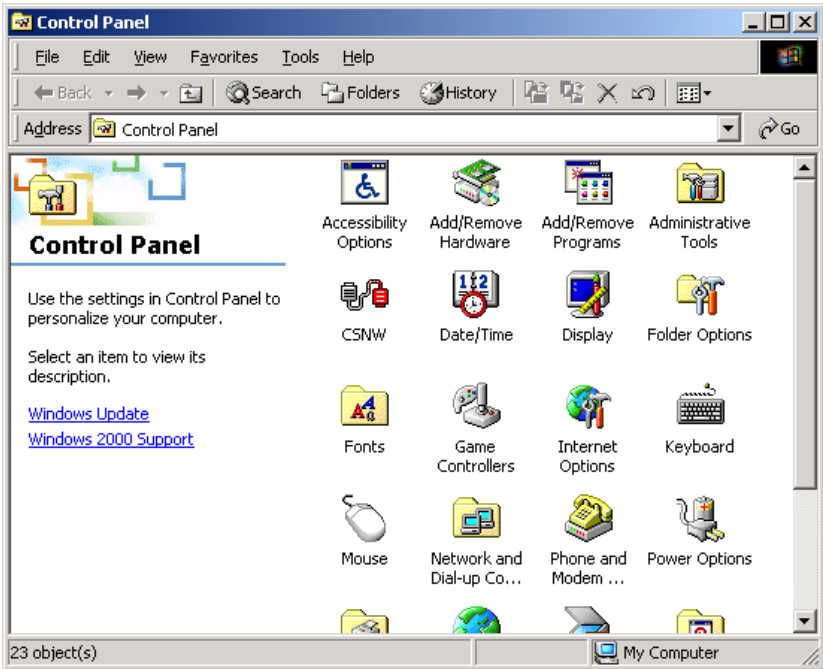 Control Panel
File Edit View Favorites Tools Help
Back Search Folders History
Address Control Panel Go
Control Panel
Use the settings in Control Panel to
personalize your computer.
Select an item to view its
description.
Windows Update
Windows 2000 Support
Accessibility
Options
Add/Remove
Hardware
Add/Remove
Programs
Administrative
Tools
CSNW
Date/Time
Display
Folder Options
Fonts
Game
Controllers
Internet
Options
Keyboard
Mouse
Network and
Dial-up Co...
Phone and
Modem ...
Power Options
23 object(s)
My Computer